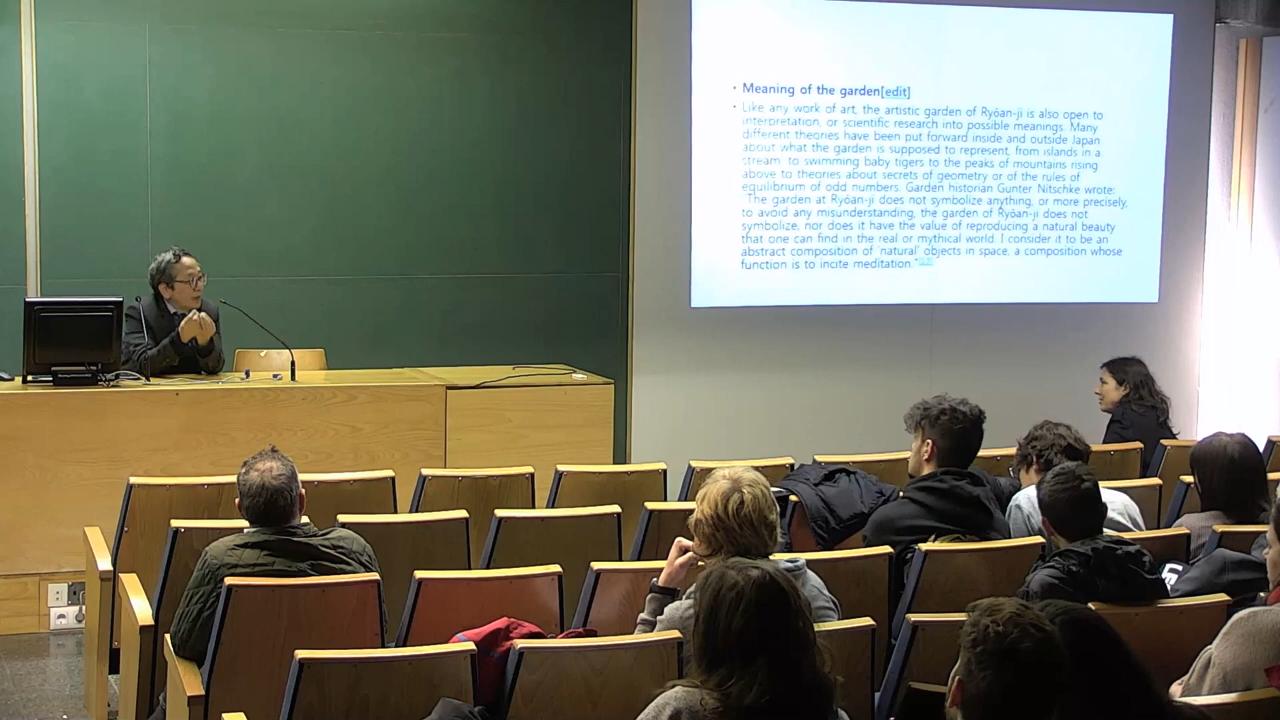 • Meaning of the garden[edit]
• Like any work of art, the artistic garden of Ryōan-ji is also open to
interpretation, or scientific research into possible meanings. Many
different theories have been put forward inside and outside Japan
about what the garden is supposed to represent, from islands in a
stream, to swimming baby tigers to the peaks of mountains rising
above to theories about secrets of geometry or of the rules of
equilibrium of odd numbers. Garden historian Gunter Nitschke wrote:
"The garden at Ryōan-ji does not symbolize anything, or more precisely,
to avoid any misunderstanding, the garden of Ryōan-ji does not
symbolize, nor does it have the value of reproducing a natural beauty
that one can find in the real or mythical world. I consider it to be an
abstract composition of 'natural' objects in space, a composition whose
function is to incite meditation."